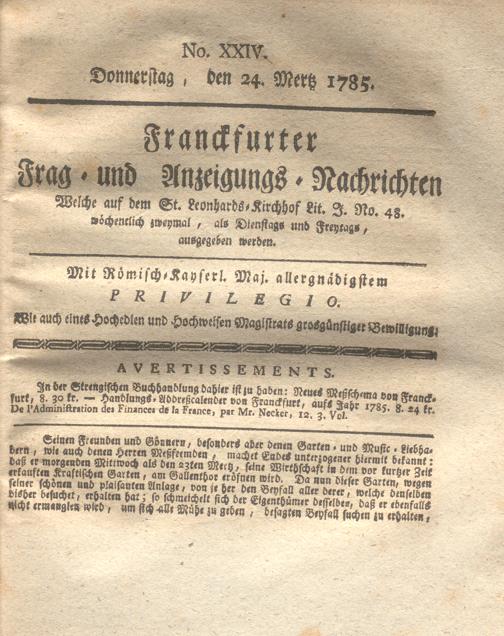 No. XXIV.
Donnerstag, den 24. Mertz 1785.
Franckfurter
Frag- und Anzeigungs-Nachrichten
Welche auf dem St. Leonhards-Kirchhof Lit. J. No. 48.
wöchentlich zweymal, als Dienstags und Freytags,
ausgegeben werden.
Mit Römisch-Kayserl. Maj. allergnädigstem
PRIVILEGIO.
Wie auch eines Hochedlen und Hochweisen Magistrats grosgünstiger Bewilligung.
AVERTISSEMENTS.
In der Strengischen Buchhandlung dahier ist zu haben: Neues Meßschema von Franck-
furt, 8. 30 kr. — Handlungs-Addreßcalender von Franckfurt, aufs Jahr 1785. 8. 24 kr.
De l'Administration des Finances de la France, par Mr. Necker, 12. 3. Vol.
Seinen Freunden und Gönnern, besonders aber denen Garten- und Music-Liebha-
bern, wie auch denen Herren Meßfremden, machet Endes unterzogener hiermit bekannt:
daß er morgenden Mittwoch als den 23ten Mertz, seine Wirthschaft in dem vor kurtzer Zeit
erkauften Kraftischen Garten, am Gallenthor eröfnen wird. Da nun dieser Garten, wegen
seiner schönen und plaisanten Anlage, von je her den Beyfall aller derer, welche denselben
bisher besuchet, erhalten hat; so schmeichelt sich der Eigenthümer desselben, daß er ebenfalls
nicht ermanglen wird, um sich alle Mühe zu geben, besagten Beyfall suchen zu erhalten,